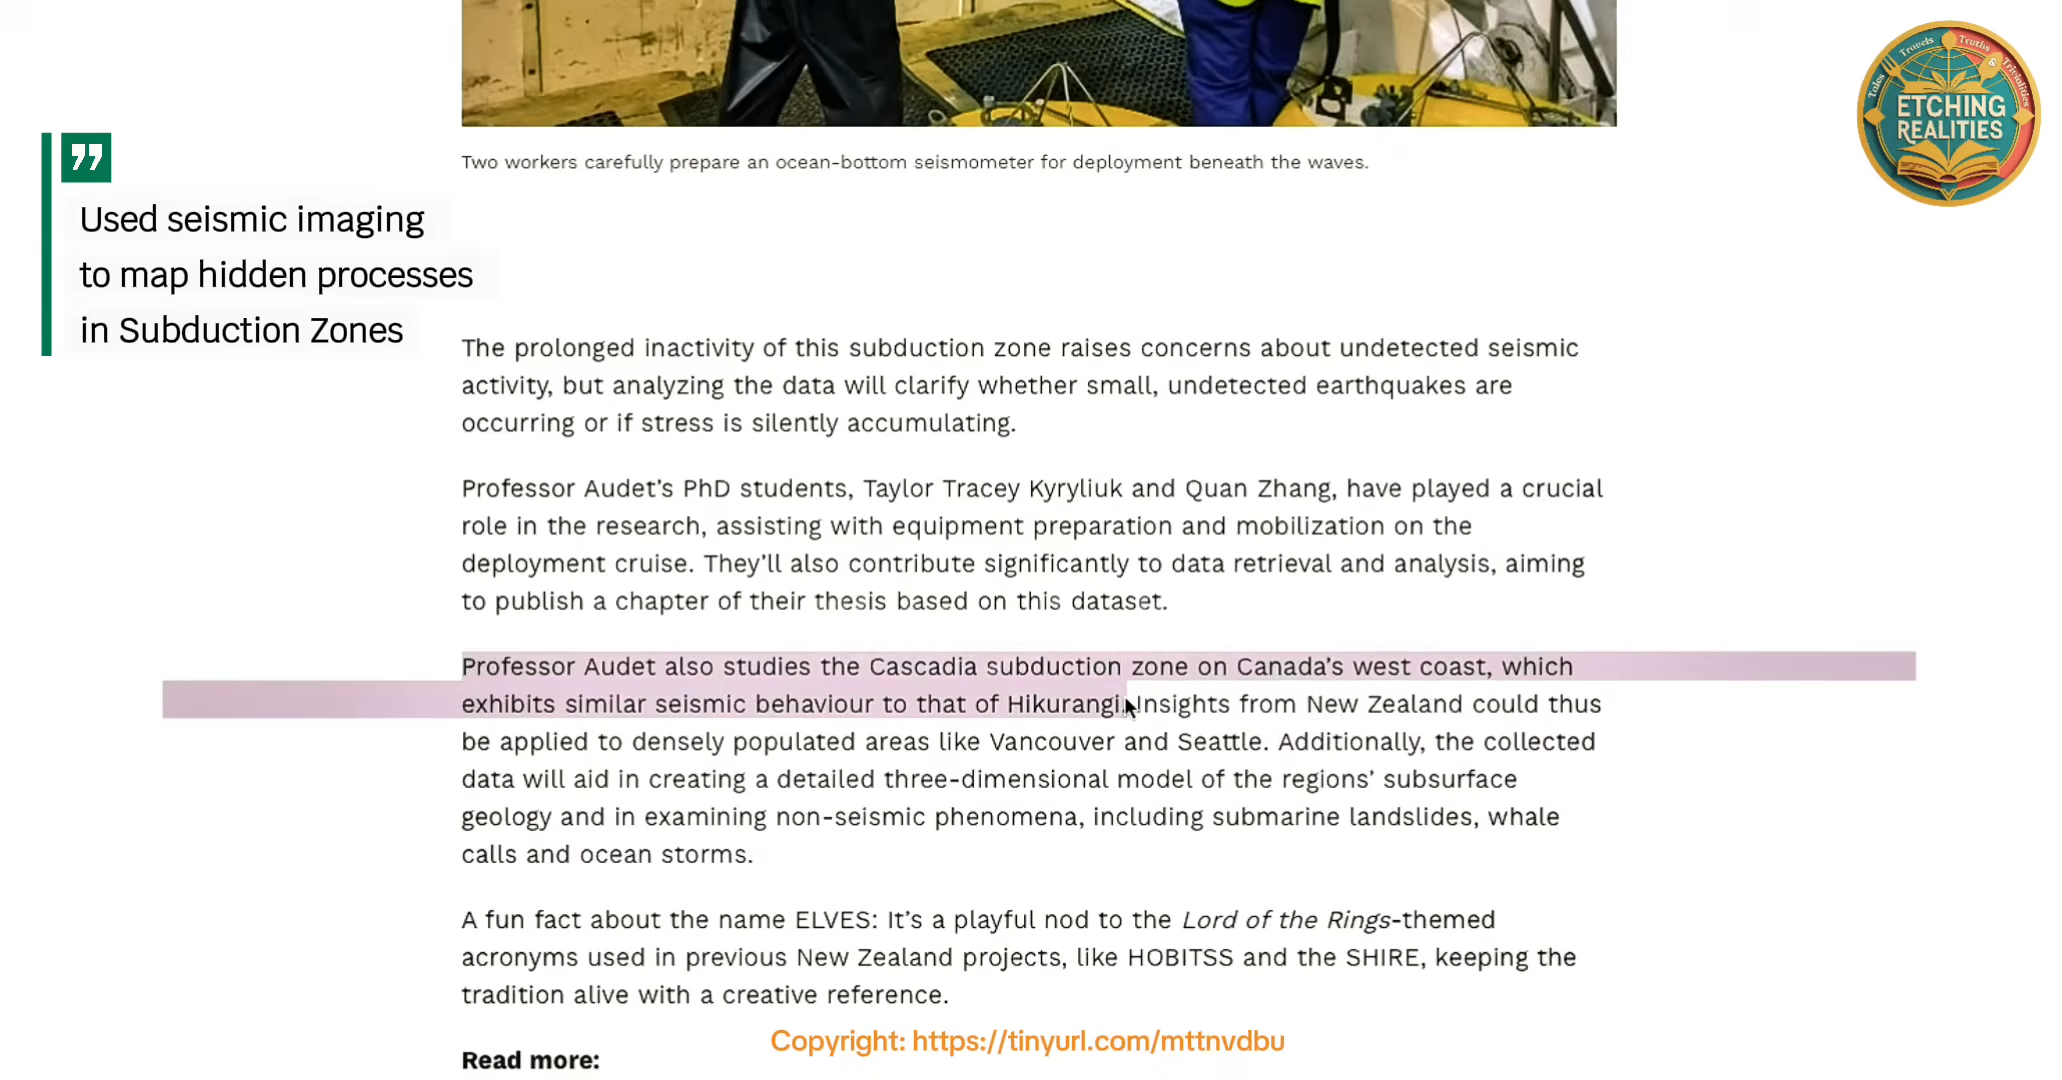 Tales Travels Truths & Trivialities
ETCHING
REALITIES
Two workers carefully prepare an ocean-bottom seismometer for deployment beneath the waves.
Used seismic imaging
to map hidden processes
in Subduction Zones
The prolonged inactivity of this subduction zone raises concerns about undetected seismic
activity, but analyzing the data will clarify whether small, undetected earthquakes are
occurring or if stress is silently accumulating.
Professor Audet’s PhD students, Taylor Tracey Kyryliuk and Quan Zhang, have played a crucial
role in the research, assisting with equipment preparation and mobilization on the
deployment cruise. They’ll also contribute significantly to data retrieval and analysis, aiming
to publish a chapter of their thesis based on this dataset.
Professor Audet also studies the Cascadia subduction zone on Canada’s west coast, which
exhibits similar seismic behaviour to that of Hikurangi. Insights from New Zealand could thus
be applied to densely populated areas like Vancouver and Seattle. Additionally, the collected
data will aid in creating a detailed three-dimensional model of the regions’ subsurface
geology and in examining non-seismic phenomena, including submarine landslides, whale
calls and ocean storms.
A fun fact about the name ELVES: It’s a playful nod to the Lord of the Rings-themed
acronyms used in previous New Zealand projects, like HOBITSS and the SHIRE, keeping the
tradition alive with a creative reference.
Copyright: https://tinyurl.com/mttnvdbu
Read more: